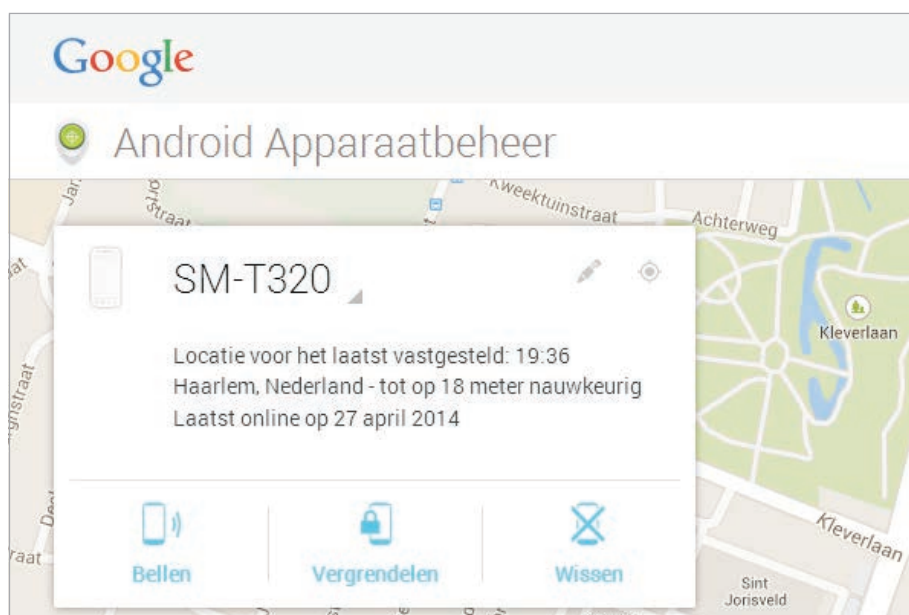 Google
Android Apparaatbeheer
Kweektuinstraat
Achterweg
straat
SM-T320
Kleverlaan
Locatie voor het laatst vastgesteld: 19:36
Haarlem, Nederland - tot op 18 meter nauwkeurig
Laatst online op 27 april 2014
Kleverlaan
Bellen
Vergrendelen
Wissen
Sint
Jorisveld